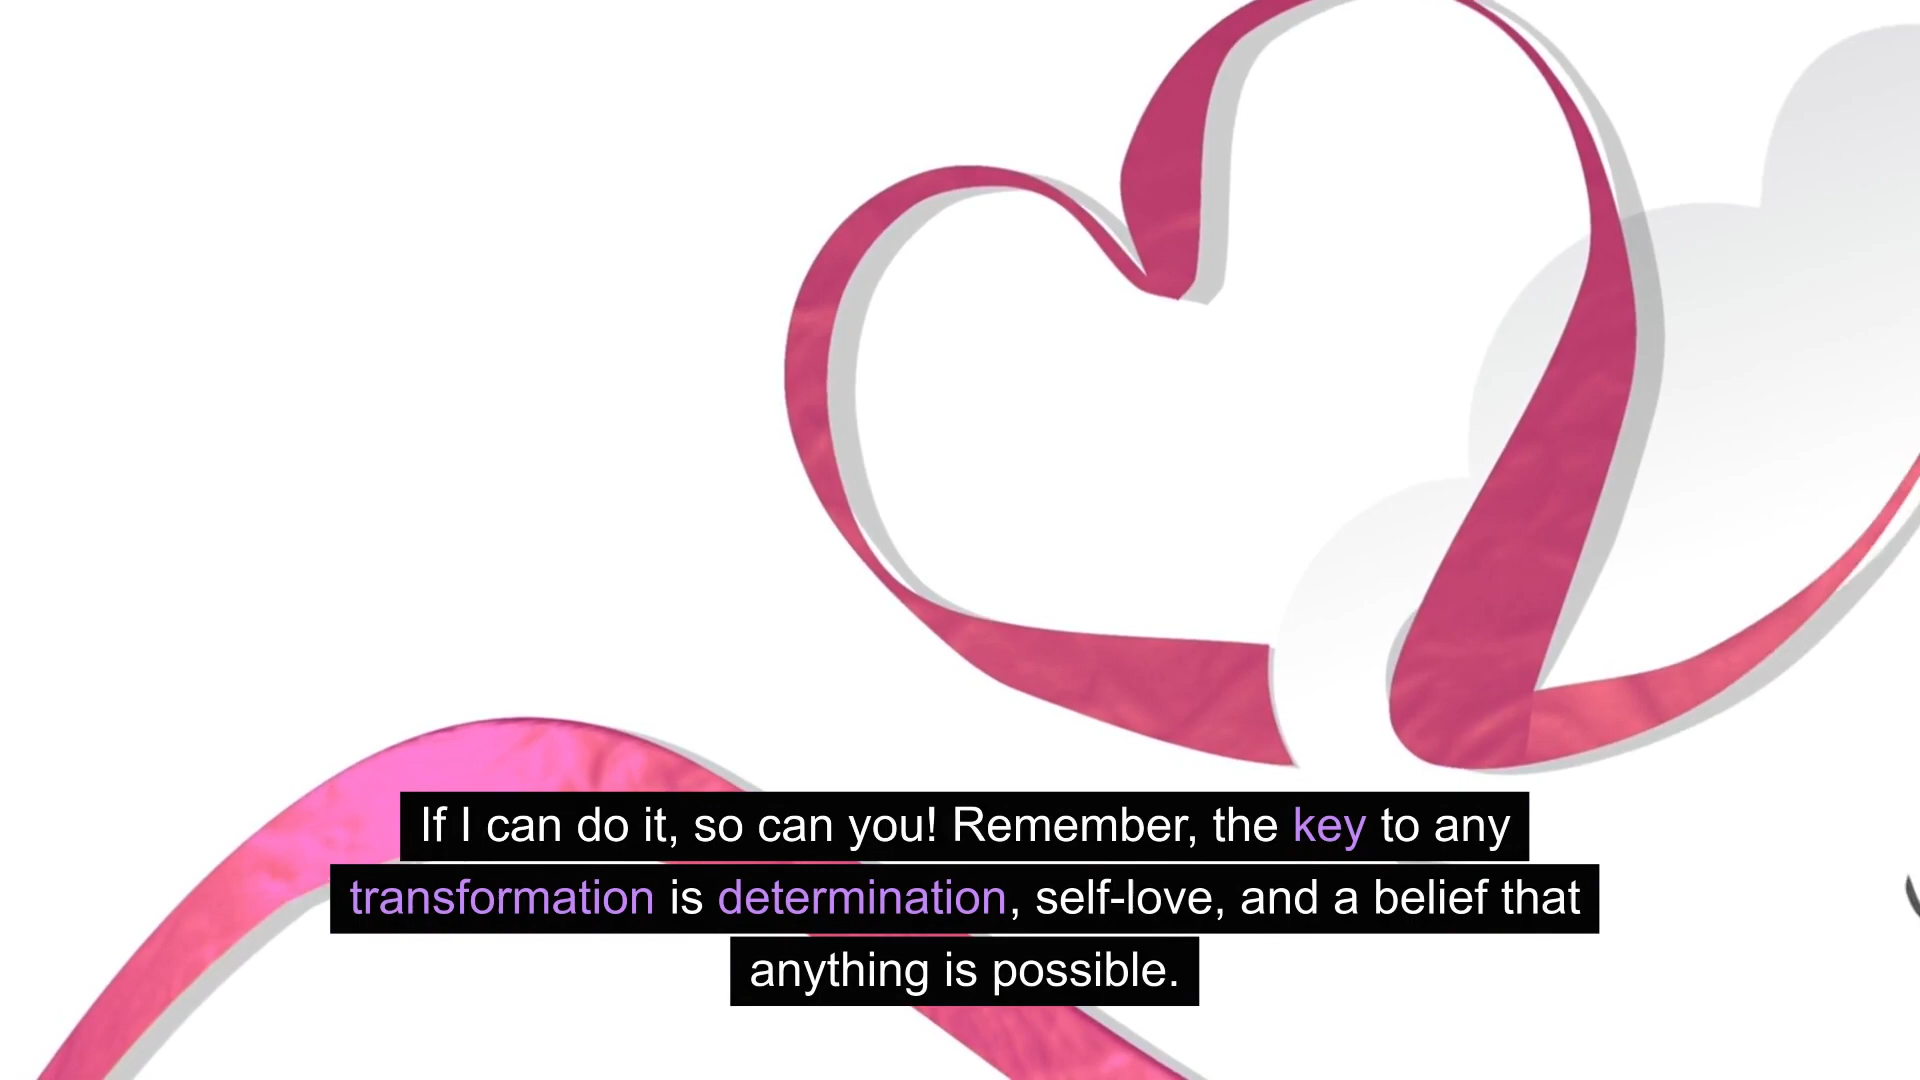 If I can do it, so can you! Remember, the key to any
transformation is determination, self-love, and a belief that
anything is possible.